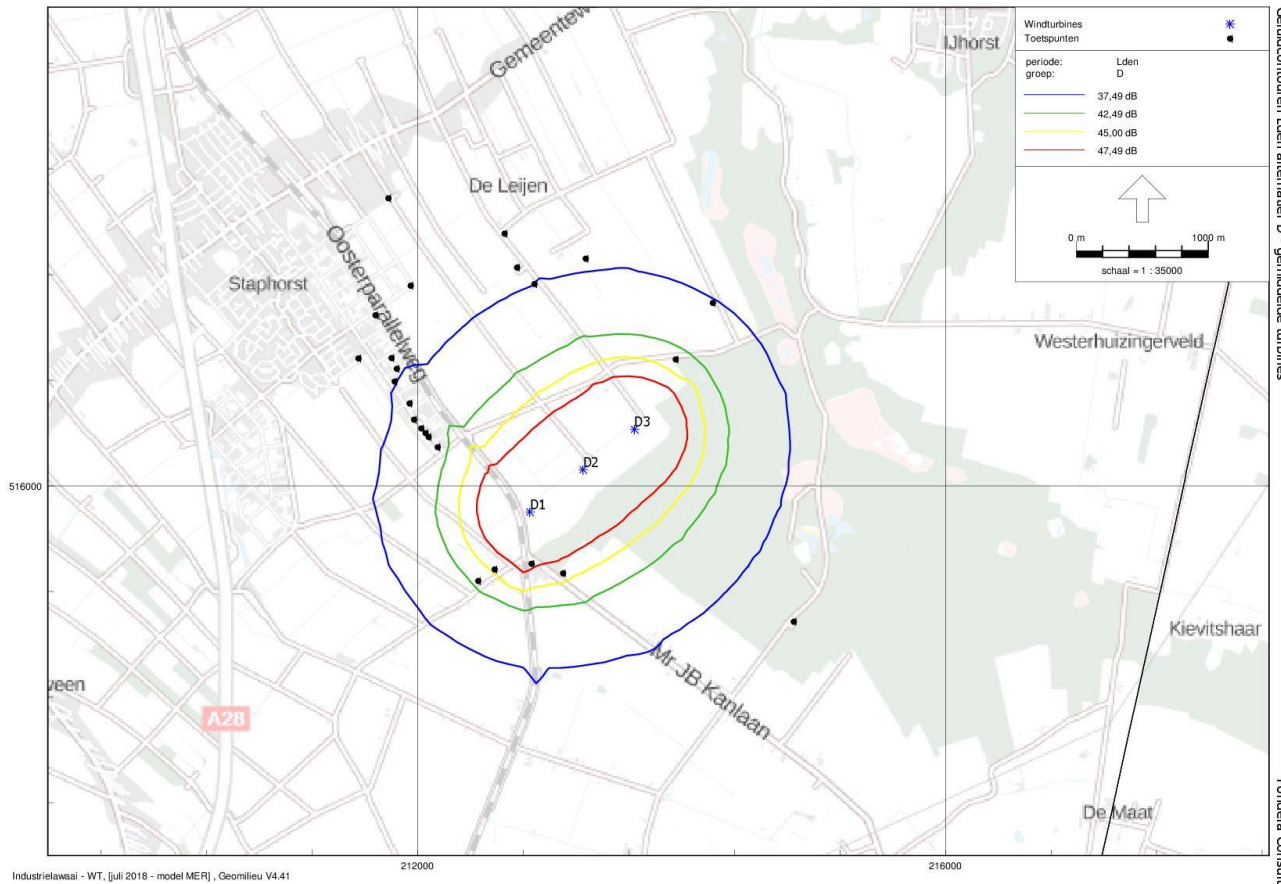 Windturbines
Toetspunten
periode: Lden
groep: D
37,49 dB
42,49 dB
45,00 dB
47,49 dB
0 m 1000 m
schaal = 1 : 35000
IJhorst
De Leijen
Oosterparallelweg
Staphorst
Westerhuizingerveld
D3
D2
D1
516000
Kievitshaar
Mr JB Kanlaan
A28
De Maat
212000 216000
Industrielawaai - WT, [juli 2018 - model MER] , Geomilieu V4.41